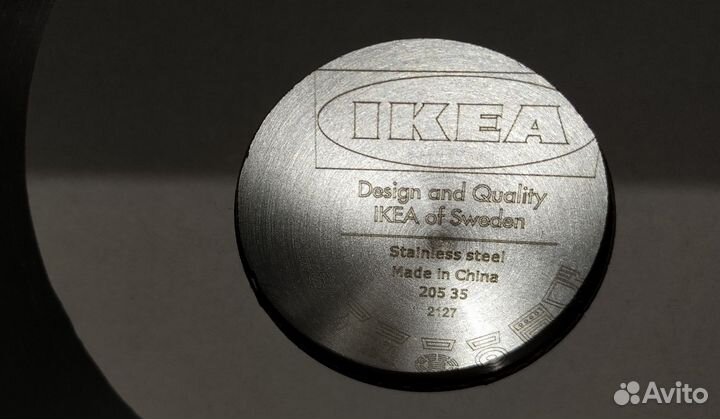 IKEA
Design and Quality
IKEA of Sweden
Stainless steel
Made in China
205 35
2127
Avito